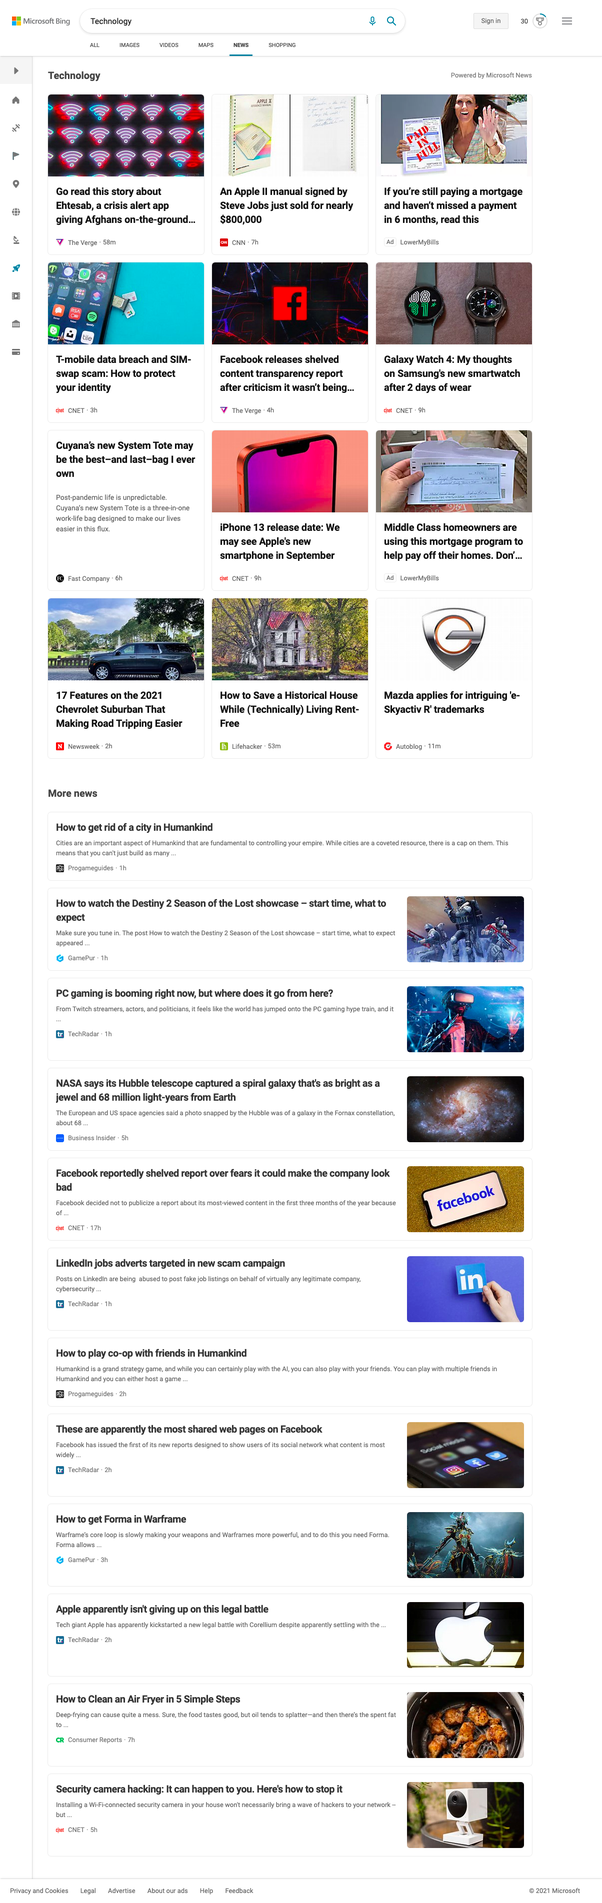 Microsoft Bing
Technology
Sign in
30
ALL
IMAGES
VIDEOS
MAPS
NEWS
SHOPPING
Technology
Powered by Microsoft News
Go read this story about
Ehtesab, a crisis alert app
giving Afghans on-the-ground...
The Verge · 58m
APPLE II
An Apple II manual signed by
Steve Jobs just sold for nearly
$800,000
CNN · 7h
PAID
IN
FULL
If you're still paying a mortgage
and haven't missed a payment
in 6 months, read this
Ad LowerMyBills
T-mobile data breach and SIM-
swap scam: How to protect
your identity
CNET · 3h
Facebook releases shelved
content transparency report
after criticism it wasn't being...
The Verge · 4h
Galaxy Watch 4: My thoughts
on Samsung's new smartwatch
after 2 days of wear
CNET · 9h
Cuyana's new System Tote may
be the best–and last–bag I ever
own
Post-pandemic life is unpredictable.
Cuyana's new System Tote is a three-in-one
work-life bag designed to make our lives
easier in this flux.
Fast Company · 6h
iPhone 13 release date: We
may see Apple's new
smartphone in September
CNET · 9h
Middle Class homeowners are
using this mortgage program to
help pay off their homes. Don'...
Ad LowerMyBills
17 Features on the 2021
Chevrolet Suburban That
Making Road Tripping Easier
Newsweek · 2h
How to Save a Historical House
While (Technically) Living Rent-
Free
Lifehacker · 53m
Mazda applies for intriguing 'e-
Skyactiv R' trademarks
Autoblog · 11m
More news
How to get rid of a city in Humankind
Cities are an important aspect of Humankind that are fundamental to controlling your empire. While cities are a coveted resource, there is a cap on them. This
means that you can't just build as many ...
Progameguides · 1h
How to watch the Destiny 2 Season of the Lost showcase – start time, what to
expect
Make sure you tune in. The post How to watch the Destiny 2 Season of the Lost showcase – start time, what to expect
appeared ...
GamePur · 1h
PC gaming is booming right now, but where does it go from here?
From Twitch streamers, actors, and politicians, it feels like the world has jumped onto the PC gaming hype train, and it
...
TechRadar · 1h
NASA says its Hubble telescope captured a spiral galaxy that's as bright as a
jewel and 68 million light-years from Earth
The European and US space agencies said a photo snapped by the Hubble was of a galaxy in the Fornax constellation,
about 68 ...
Business Insider · 5h
Facebook reportedly shelved report over fears it could make the company look
bad
Facebook decided not to publicize a report about its most-viewed content in the first three months of the year because
of ...
CNET · 17h
facebook
LinkedIn jobs adverts targeted in new scam campaign
Posts on LinkedIn are being abused to post fake job listings on behalf of virtually any legitimate company,
cybersecurity ...
TechRadar · 1h
in
How to play co-op with friends in Humankind
Humankind is a grand strategy game, and while you can certainly play with the AI, you can also play with your friends. You can play with multiple friends in
Humankind and you can either host a game ...
Progameguides · 2h
These are apparently the most shared web pages on Facebook
Facebook has issued the first of its new reports designed to show users of its social network what content is most
widely ...
TechRadar · 2h
Social media
How to get Forma in Warframe
Warframe's core loop is slowly making your weapons and Warframes more powerful, and to do this you need Forma.
Forma allows ...
GamePur · 3h
Apple apparently isn't giving up on this legal battle
Tech giant Apple has apparently kickstarted a new legal battle with Corellium despite apparently settling with the ...
TechRadar · 2h
How to Clean an Air Fryer in 5 Simple Steps
Deep-frying can cause quite a mess. Sure, the food tastes good, but oil tends to splatter—and then there's the spent fat
to ...
Consumer Reports · 7h
Security camera hacking: It can happen to you. Here's how to stop it
Installing a Wi-Fi-connected security camera in your house won't necessarily bring a wave of hackers to your network –
but ...
CNET · 5h
Privacy and Cookies
Legal
Advertise
About our ads
Help
Feedback
© 2021 Microsoft